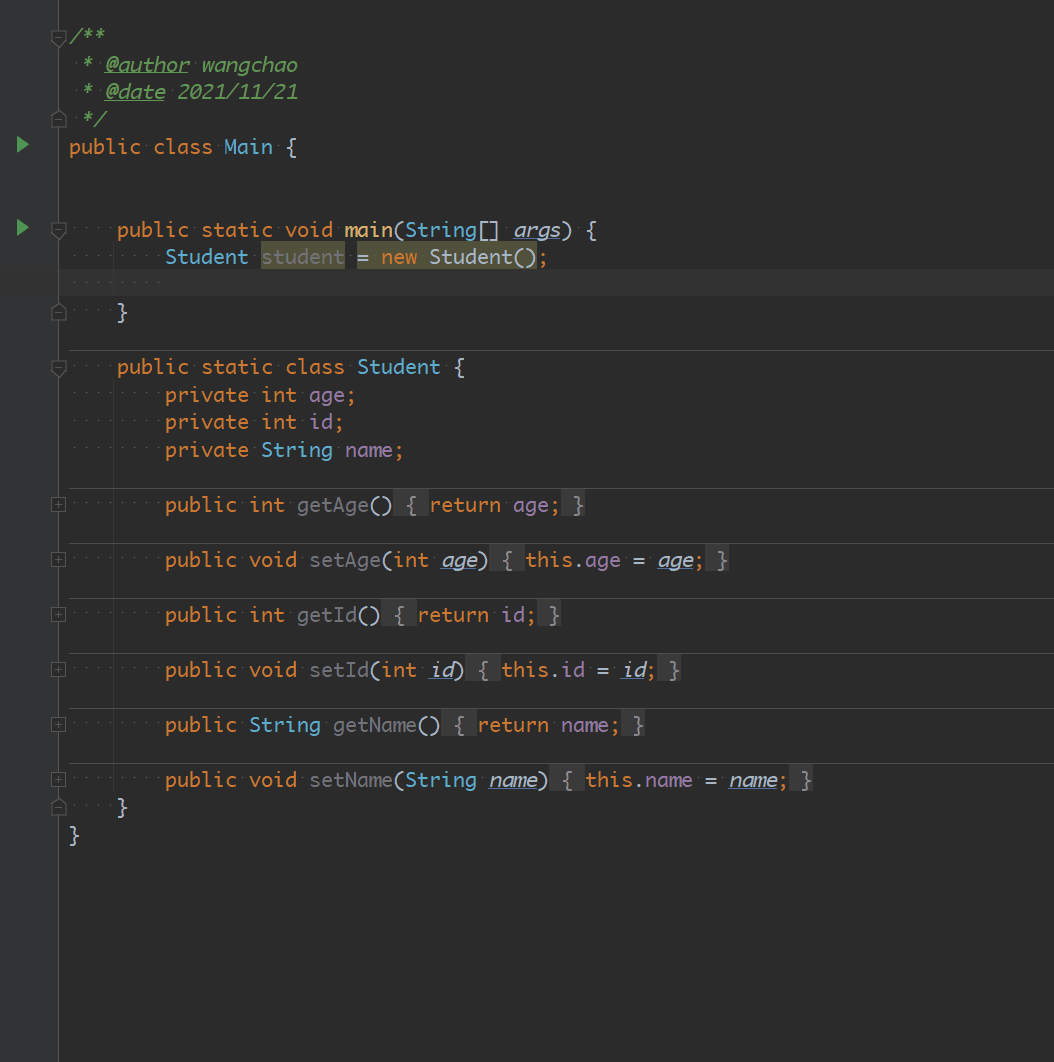 /**
 * @author wangchao
 * @date 2021/11/21
 */
public class Main {
    public static void main(String[] args) {
        Student student = new Student();
    }
    public static class Student {
        private int age;
        private int id;
        private String name;
        public int getAge() { return age; }
        public void setAge(int age) { this.age = age; }
        public int getId() { return id; }
        public void setId(int id) { this.id = id; }
        public String getName() { return name; }
        public void setName(String name) { this.name = name; }
    }
}